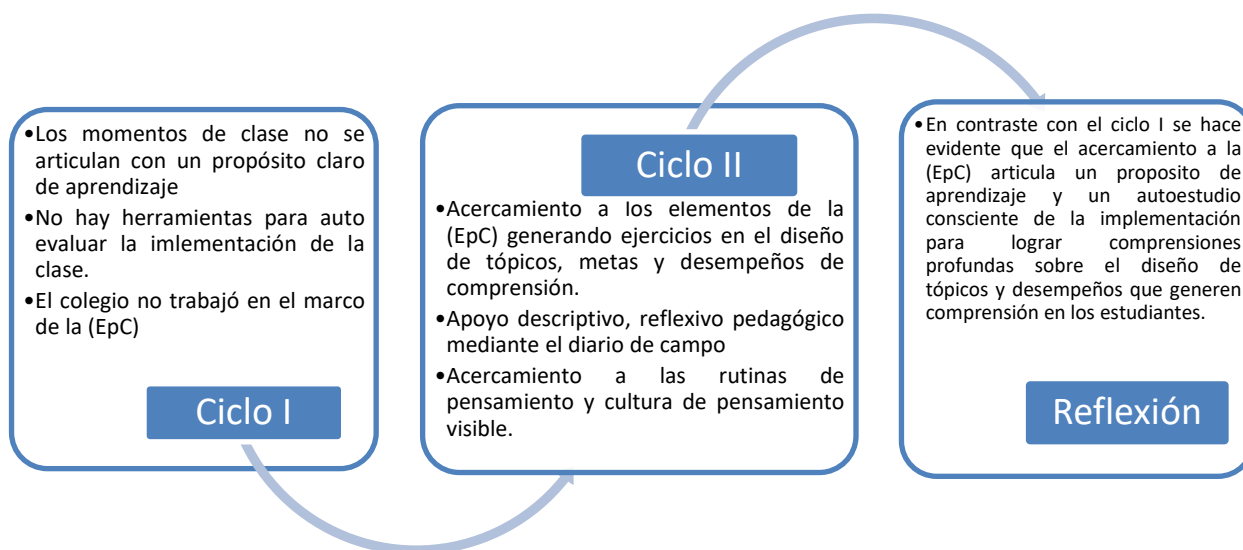 •Los momentos de clase no se
articulan con un propósito claro
de aprendizaje
•No hay herramientas para auto
evaluar la imlementación de la
clase.
•El colegio no trabajó en el marco
de la (EpC)
Ciclo I
Ciclo II
•Acercamiento a los elementos de la
(EpC) generando ejercicios en el diseño
de tópicos, metas y desempeños de
comprensión.
•Apoyo descriptivo, reflexivo pedagógico
mediante el diario de campo
•Acercamiento a las rutinas de
pensamiento y cultura de pensamiento
visible.
•En contraste con el ciclo I se hace
evidente que el acercamiento a la
(EpC) articula un proposito de
aprendizaje y un autoestudio
consciente de la implementación
para lograr comprensiones
profundas sobre el diseño de
tópicos y desempeños que generen
comprensión en los estudiantes.
Reflexión